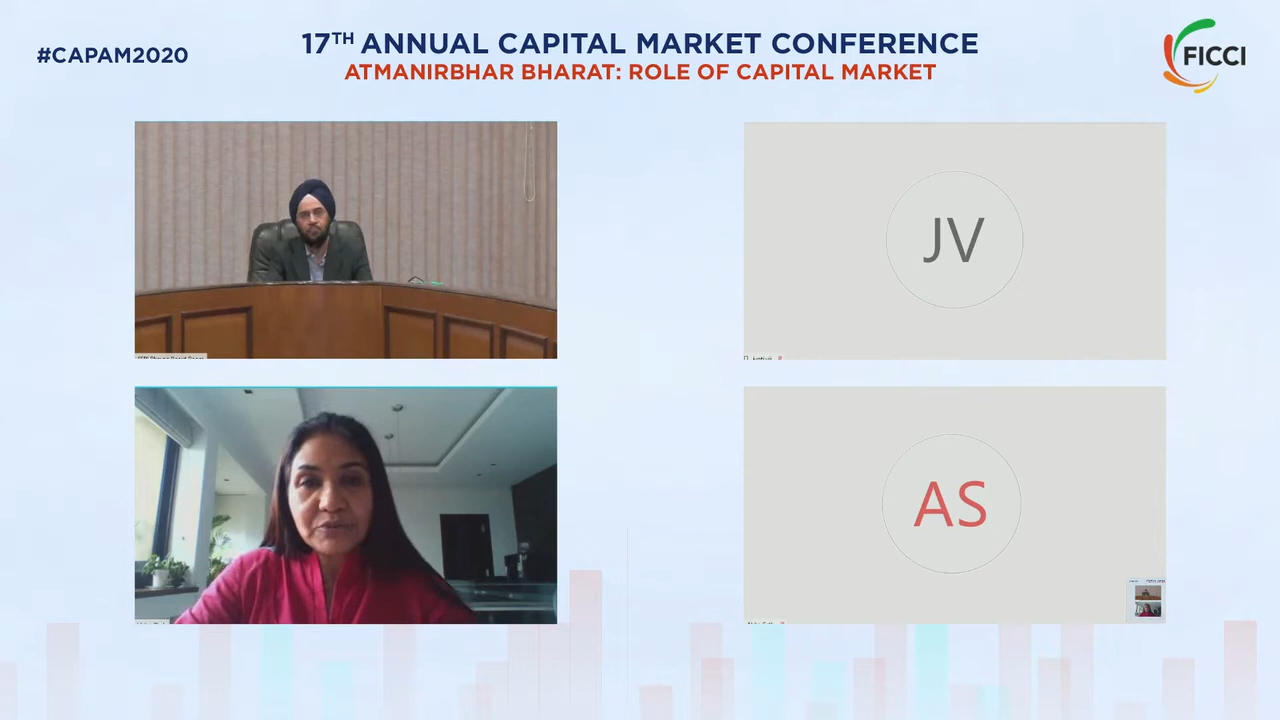 #CAPAM2020
17TH ANNUAL CAPITAL MARKET CONFERENCE
ATMANIRBHAR BHARAT: ROLE OF CAPITAL MARKET
FICCI
JV
AS